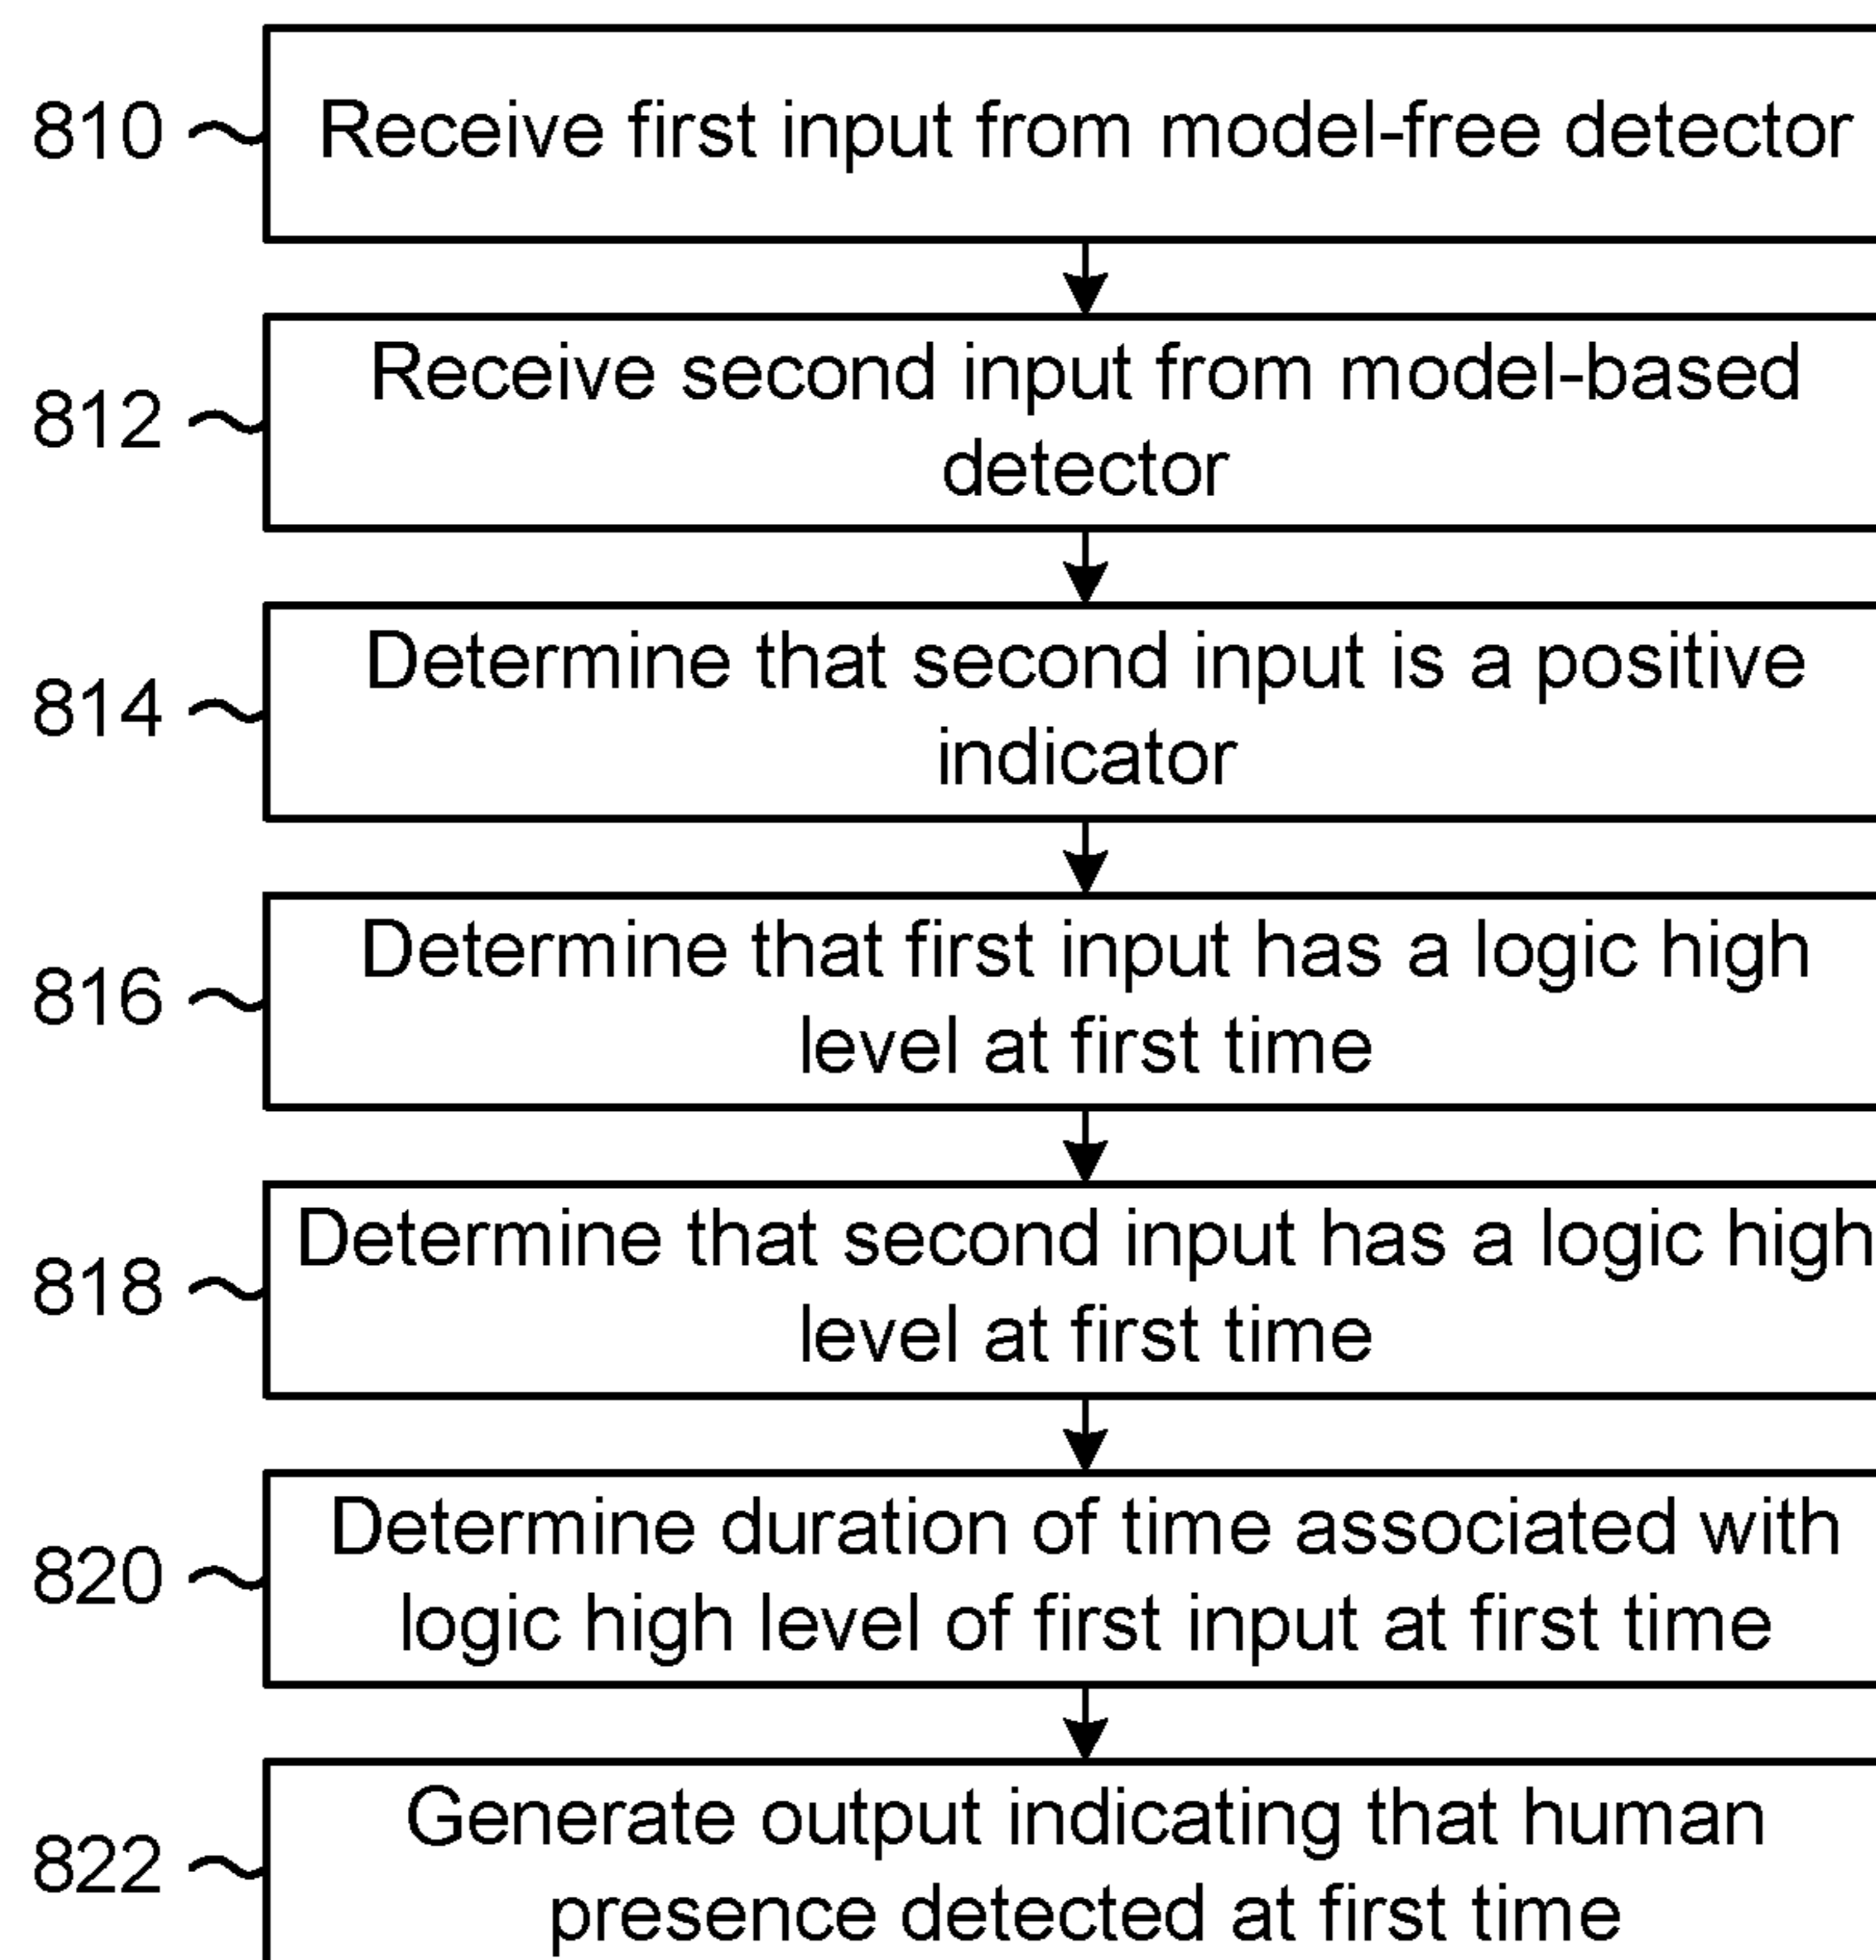 810
Receive first input from model-free detector
812
Receive second input from model-based
detector
814
Determine that second input is a positive
indicator
816
Determine that first input has a logic high
level at first time
818
Determine that second input has a logic high
level at first time
820
Determine duration of time associated with
logic high level of first input at first time
822
Generate output indicating that human
presence detected at first time